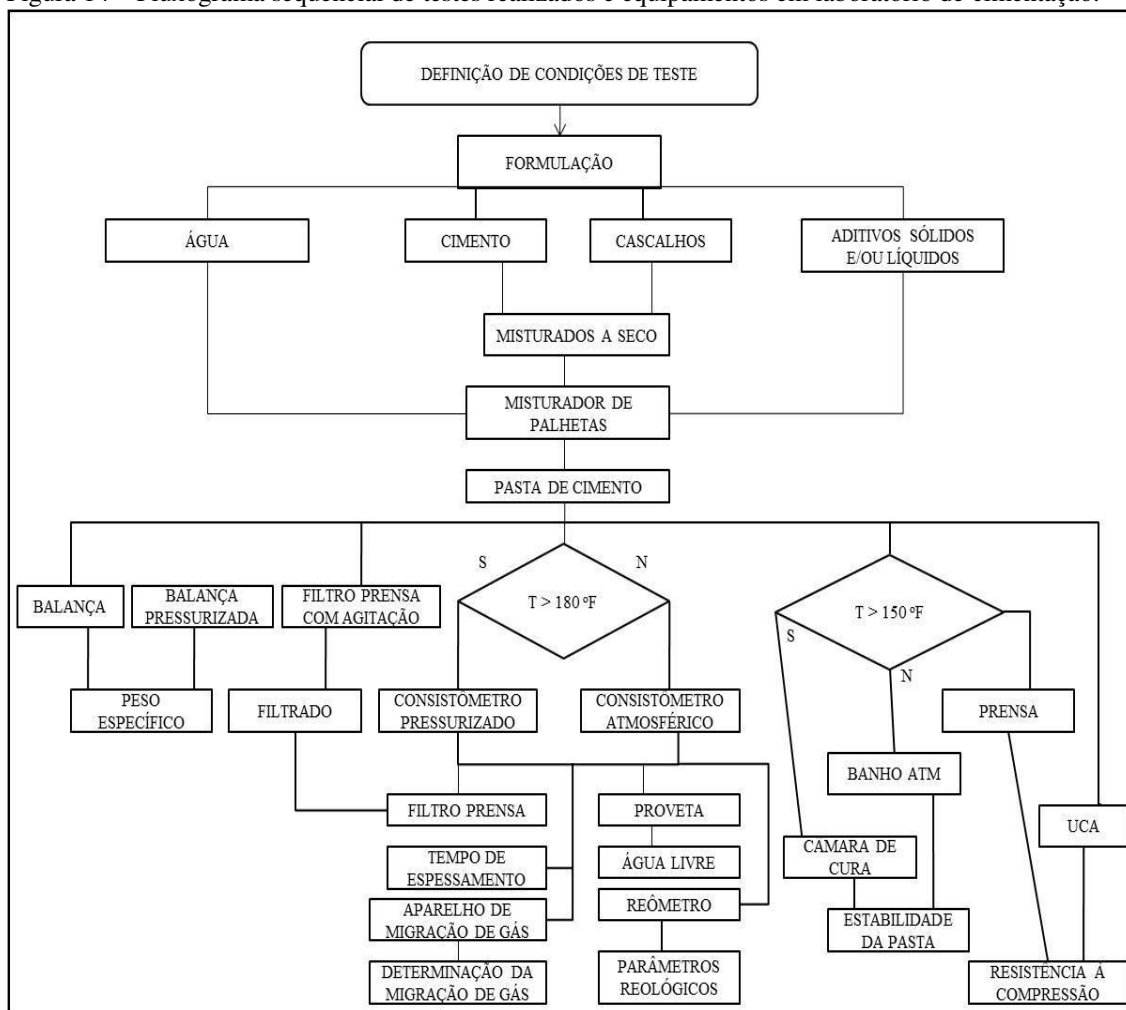 Figura 14 – Fluxograma sequencial de testes realizados e equipamentos em laboratório de cimentação.
DEFINIÇÃO DE CONDIÇÕES DE TESTE
FORMULAÇÃO
ÁGUA
CIMENTO
CASCALHOS
ADITIVOS SÓLIDOS
E/OU LÍQUIDOS
MISTURADOS A SECO
MISTURADOR DE
PALHETAS
PASTA DE CIMENTO
S
N
T > 180 ºF
T > 150 ºF
S
N
BALANÇA
BALANÇA
PRESSURIZADA
FILTRO PRENSA
COM AGITAÇÃO
PESO
ESPECÍFICO
FILTRADO
CONSISTÔMETRO
PRESSURIZADO
CONSISTÔMETRO
ATMOSFÉRICO
PRENSA
BANHO ATM
FILTRO PRENSA
PROVETA
UCA
TEMPO DE
ESPESSAMENTO
ÁGUA LIVRE
CAMARA DE
CURA
APARELHO DE
MIGRAÇÃO DE GÁS
REÔMETRO
ESTABILIDADE
DA PASTA
DETERMINAÇÃO DA
MIGRAÇÃO DE GÁS
PARÂMETROS
REOLÓGICOS
RESISTÊNCIA À
COMPRESSÃO